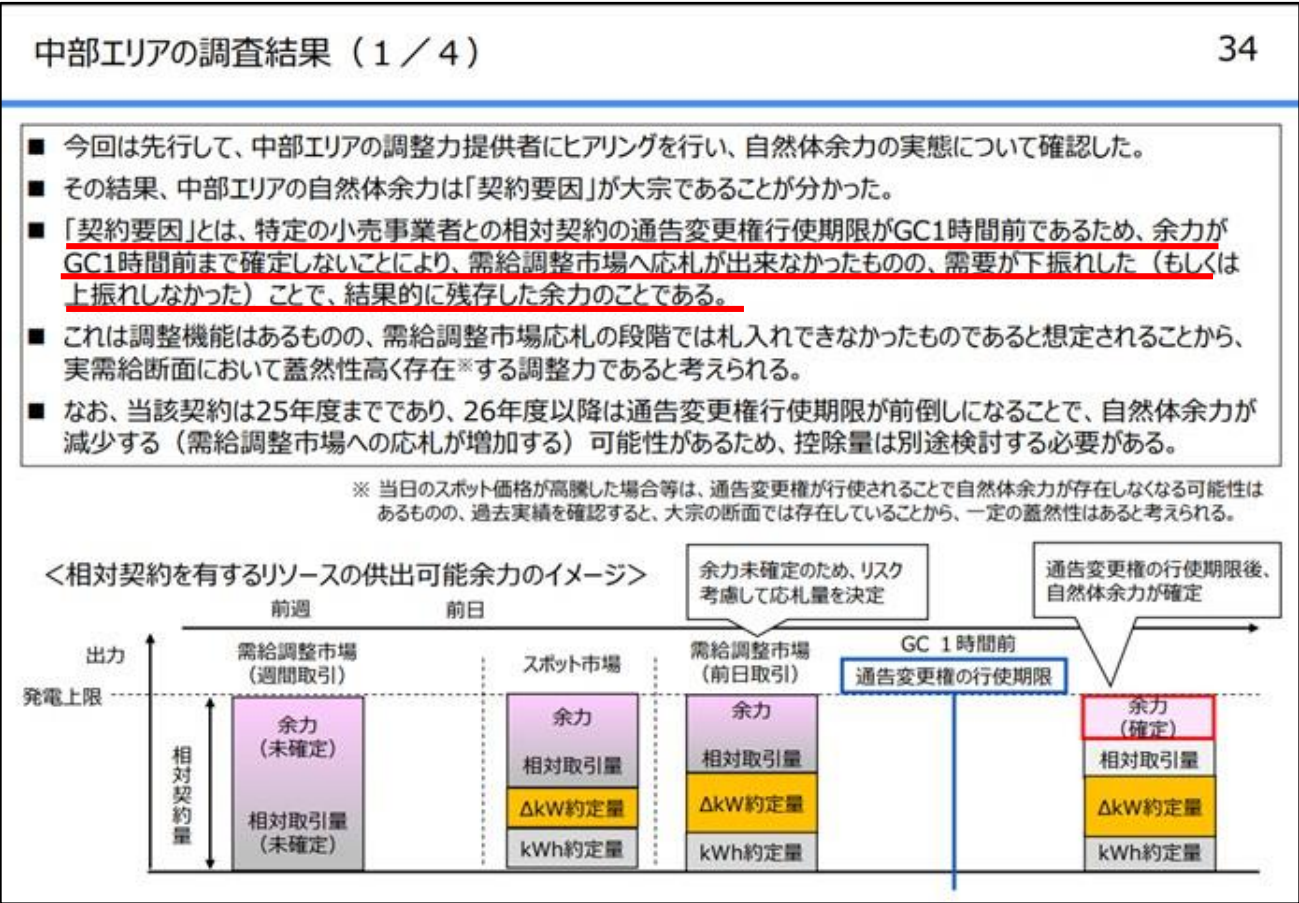 中部エリアの調査結果（1／4）
34
■ 今回は先行して、中部エリアの調整力提供者にヒアリングを行い、自然体余力の実態について確認した。
■ その結果、中部エリアの自然体余力は「契約要因」が大宗であることが分かった。
■ 「契約要因」とは、特定の小売事業者との相対契約の通告変更権行使期限がGC1時間前であるため、余力が
GC1時間前まで確定しないことにより、需給調整市場へ応札が出来なかったものの、需要が下振れした（もしくは
上振れしなかった）ことで、結果的に残存した余力のことである。
■ これは調整機能はあるものの、需給調整市場応札の段階では札入れできなかったものであると想定されることから、
実需給断面において蓋然性高く存在※する調整力であると考えられる。
■ なお、当該契約は25年度までであり、26年度以降は通告変更権行使期限が前倒しになることで、自然体余力が
減少する（需給調整市場への応札が増加する）可能性があるため、控除量は別途検討する必要がある。
※ 当日のスポット価格が高騰した場合等は、通告変更権が行使されることで自然体余力が存在しなくなる可能性は
あるものの、過去実績を確認すると、大宗の断面では存在していることから、一定の蓋然性はあると考えられる。
＜相対契約を有するリソースの供出可能余力のイメージ＞
余力未確定のため、リスク
考慮して応札量を決定
通告変更権の行使期限後、
自然体余力が確定
前週
前日
出力
需給調整市場
（週間取引）
スポット市場
需給調整市場
（前日取引）
GC 1時間前
通告変更権の行使期限
発電上限
相対契約量
余力
（未確定）
相対取引量
（未確定）
余力
相対取引量
ΔkW約定量
kWh約定量
余力
相対取引量
ΔkW約定量
kWh約定量
余力
（確定）
相対取引量
ΔkW約定量
kWh約定量